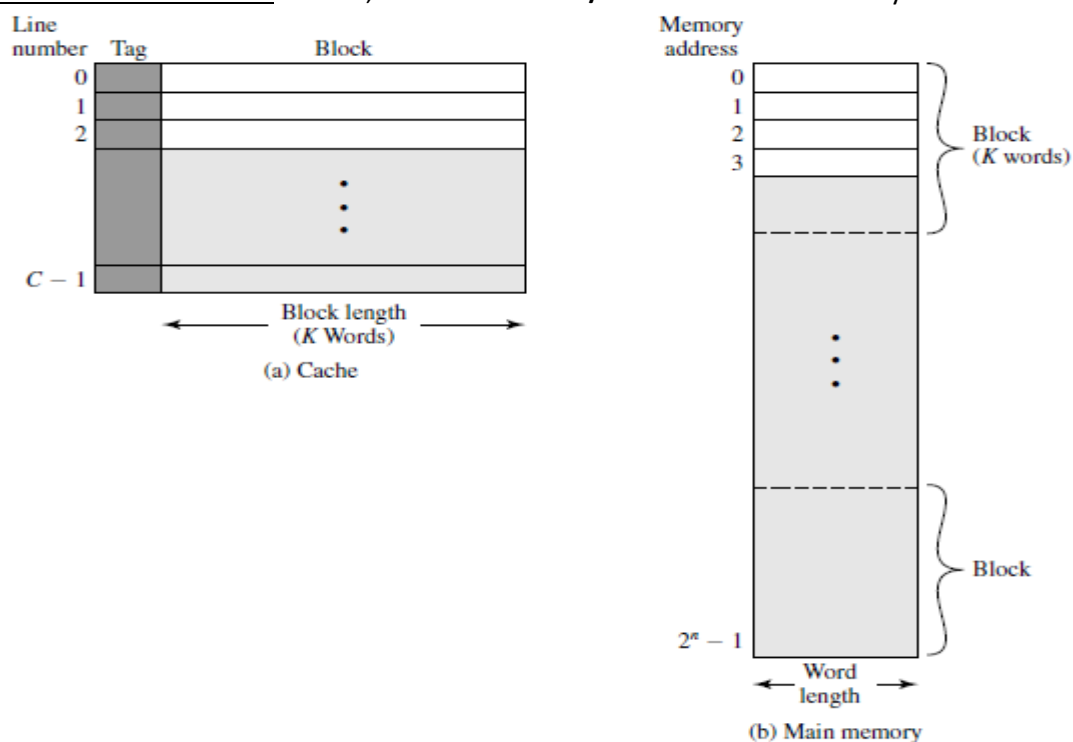 Line
number Tag Block
0
1
2
C – 1
Block length
(K Words)
(a) Cache
Memory
address
0
1
2
3
Block
(K words)
Block
2ⁿ – 1
Word
length
(b) Main memory